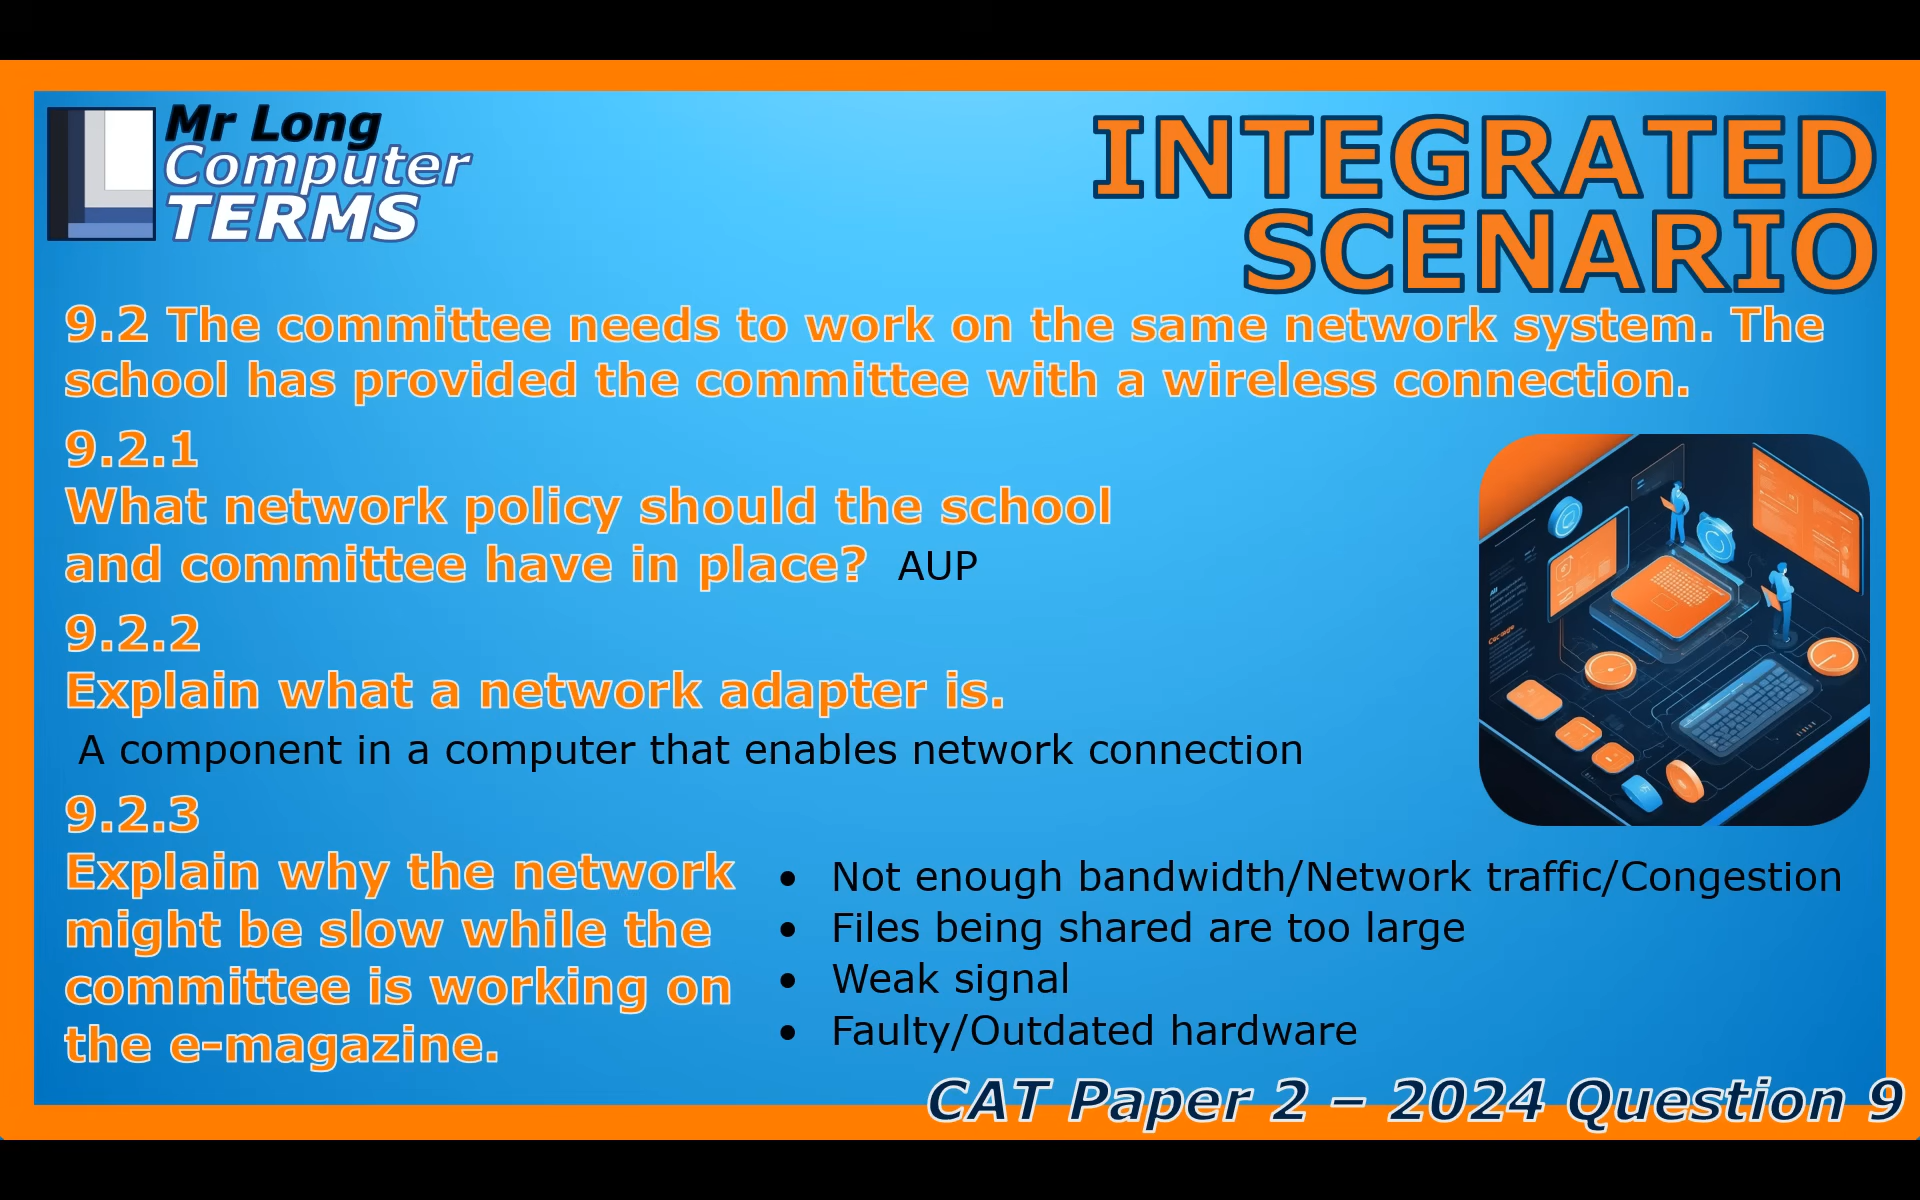 Mr Long
Computer
TERMS
INTEGRATED
SCENARIO
9.2 The committee needs to work on the same network system. The
school has provided the committee with a wireless connection.
9.2.1
What network policy should the school
and committee have in place? AUP
9.2.2
Explain what a network adapter is.
A component in a computer that enables network connection
9.2.3
Explain why the network
might be slow while the
committee is working on
the e-magazine.
• Not enough bandwidth/Network traffic/Congestion
• Files being shared are too large
• Weak signal
• Faulty/Outdated hardware
CAT Paper 2 – 2024 Question 9